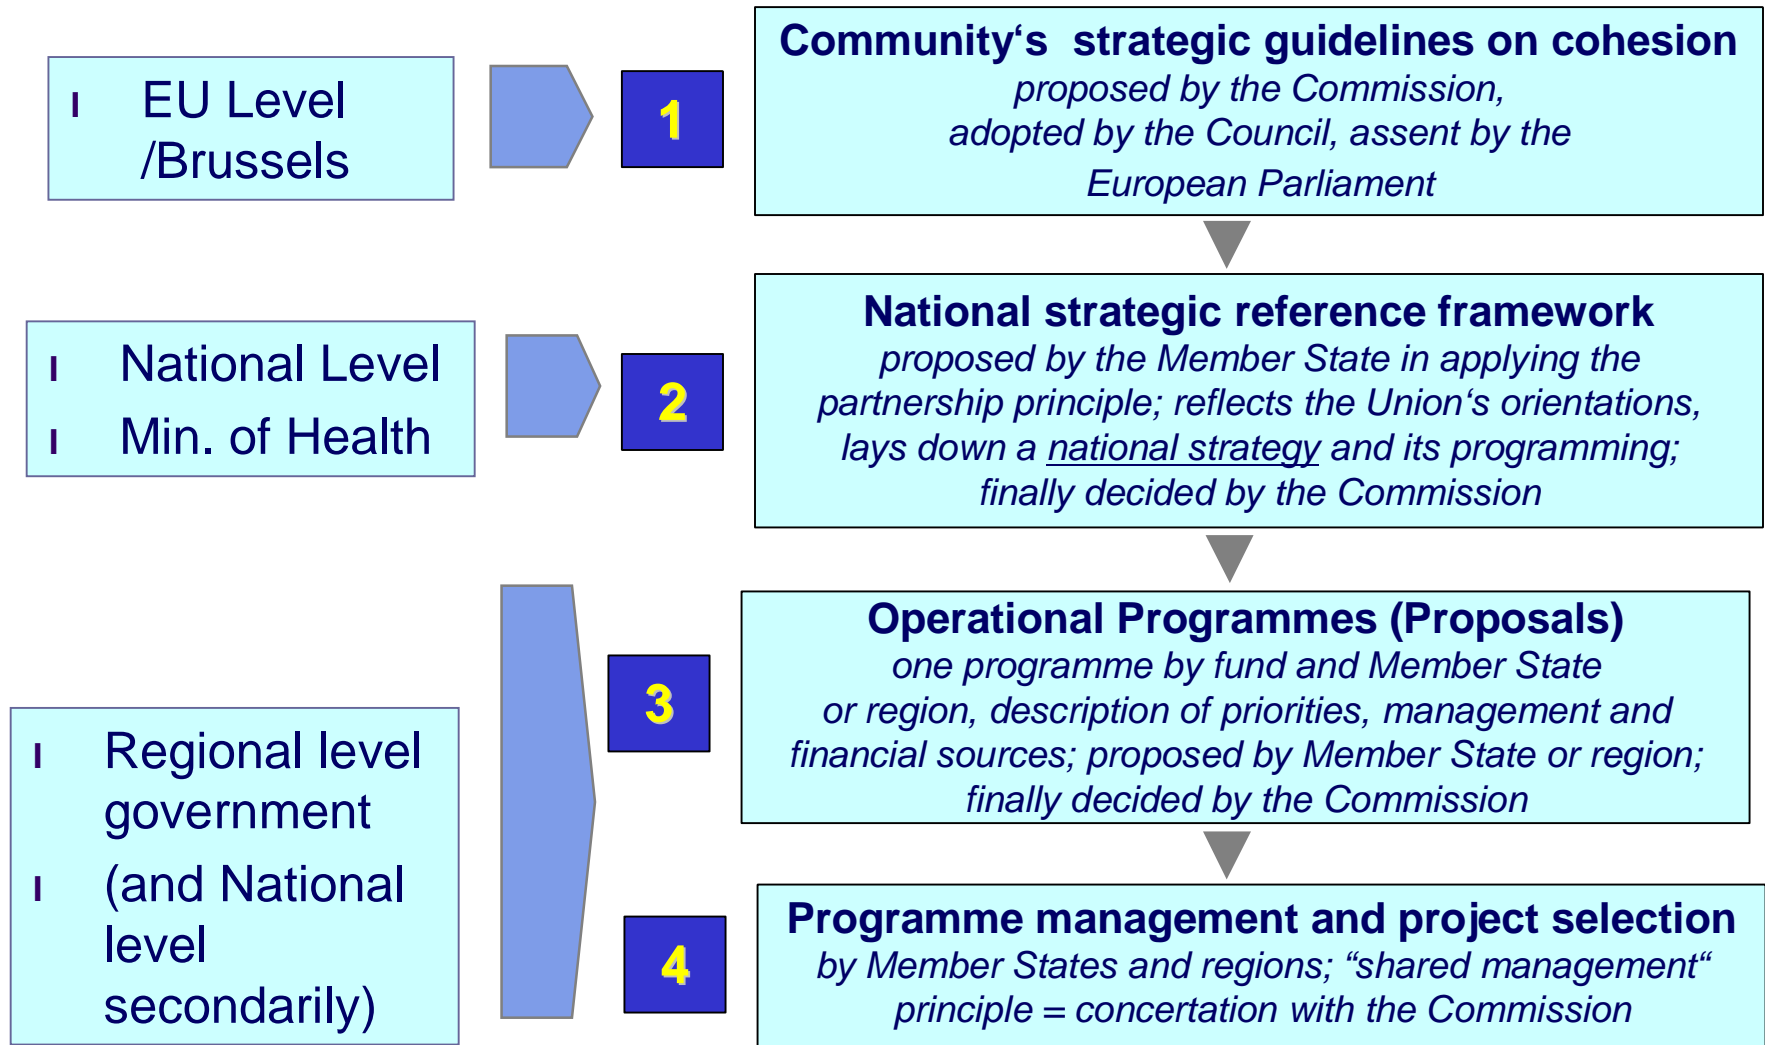 Community‘s strategic guidelines on cohesion
proposed by the Commission,
adopted by the Council, assent by the
European Parliament
l EU Level
/Brussels
1
National strategic reference framework
proposed by the Member State in applying the
partnership principle; reflects the Union‘s orientations,
lays down a national strategy and its programming;
finally decided by the Commission
l National Level
l Min. of Health
2
Operational Programmes (Proposals)
one programme by fund and Member State
or region, description of priorities, management and
financial sources; proposed by Member State or region;
finally decided by the Commission
3
l Regional level
government
l (and National
level
secondarily)
4
Programme management and project selection
by Member States and regions; “shared management“
principle = concertation with the Commission